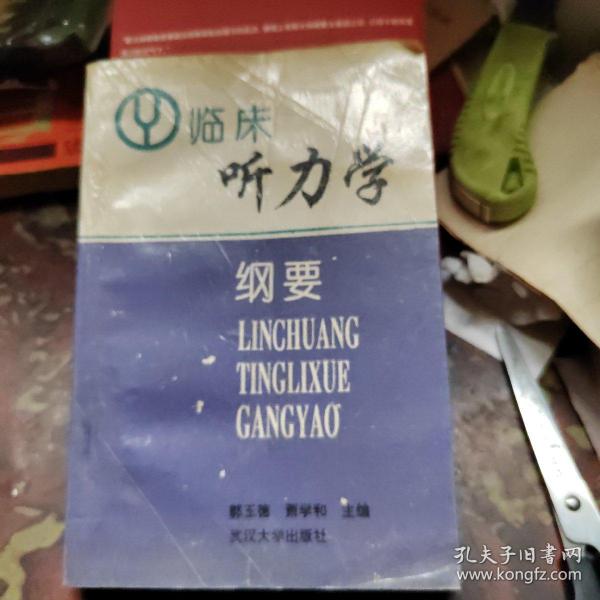 临床
听力学
纲要
LINCHUANG
TINGLIXUE
GANGYAO
郭玉德 贾学和 主编
武汉大学出版社
孔夫子旧书网
www.kongfz.com